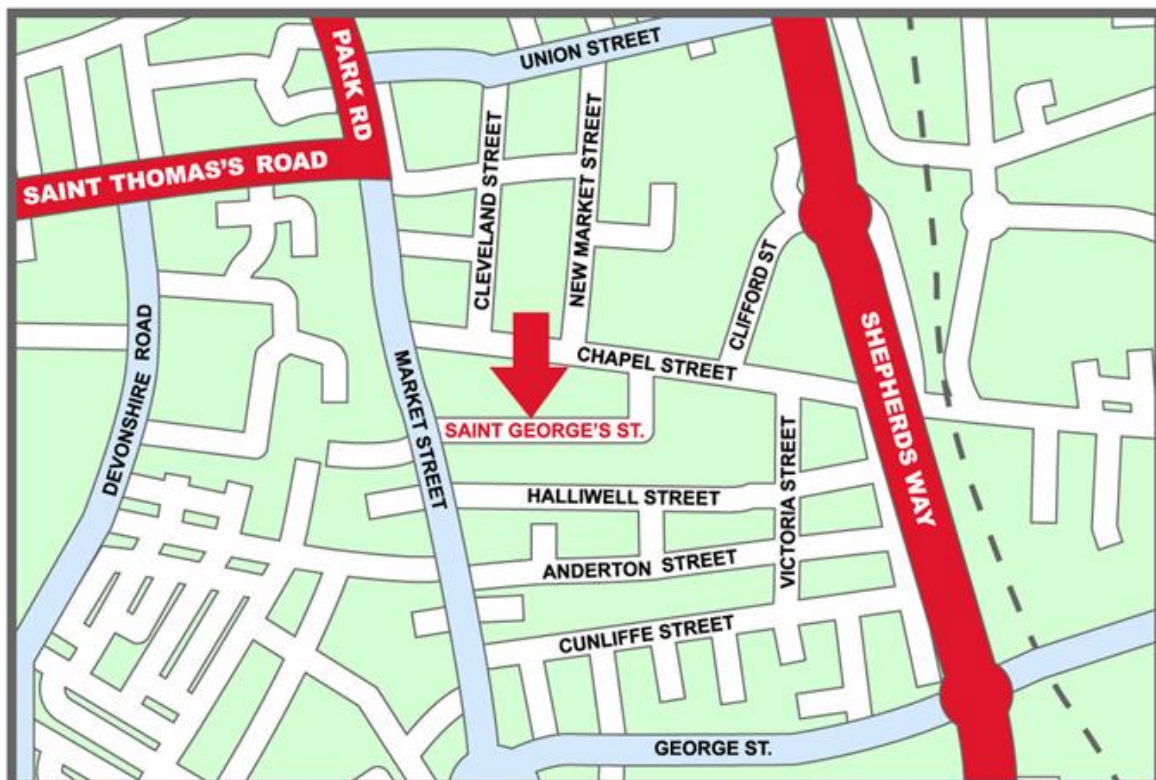 UNION STREET
PARK RD
SAINT THOMAS'S ROAD
CLEVELAND STREET
NEW MARKET STREET
CLIFFORD ST
DEVONSHIRE ROAD
MARKET STREET
CHAPEL STREET
SHEPHERDS WAY
SAINT GEORGE'S ST.
VICTORIA STREET
HALLIWELL STREET
ANDERTON STREET
CUNLIFFE STREET
GEORGE ST.